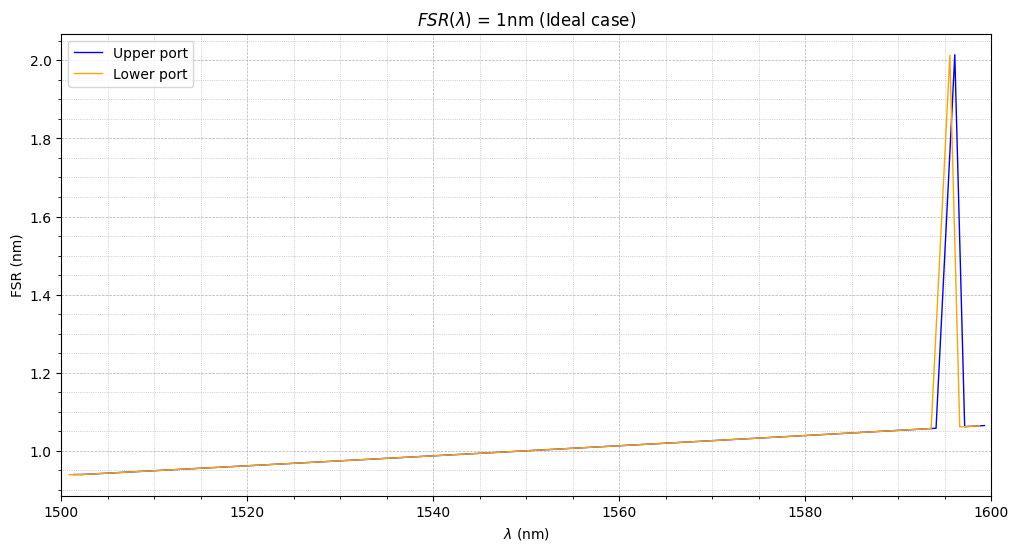 FSR(λ) = 1nm (Ideal case)
Upper port
Lower port
FSR (nm)
2.0
1.8
1.6
1.4
1.2
1.0
1500 1520 1540 1560 1580 1600
λ (nm)